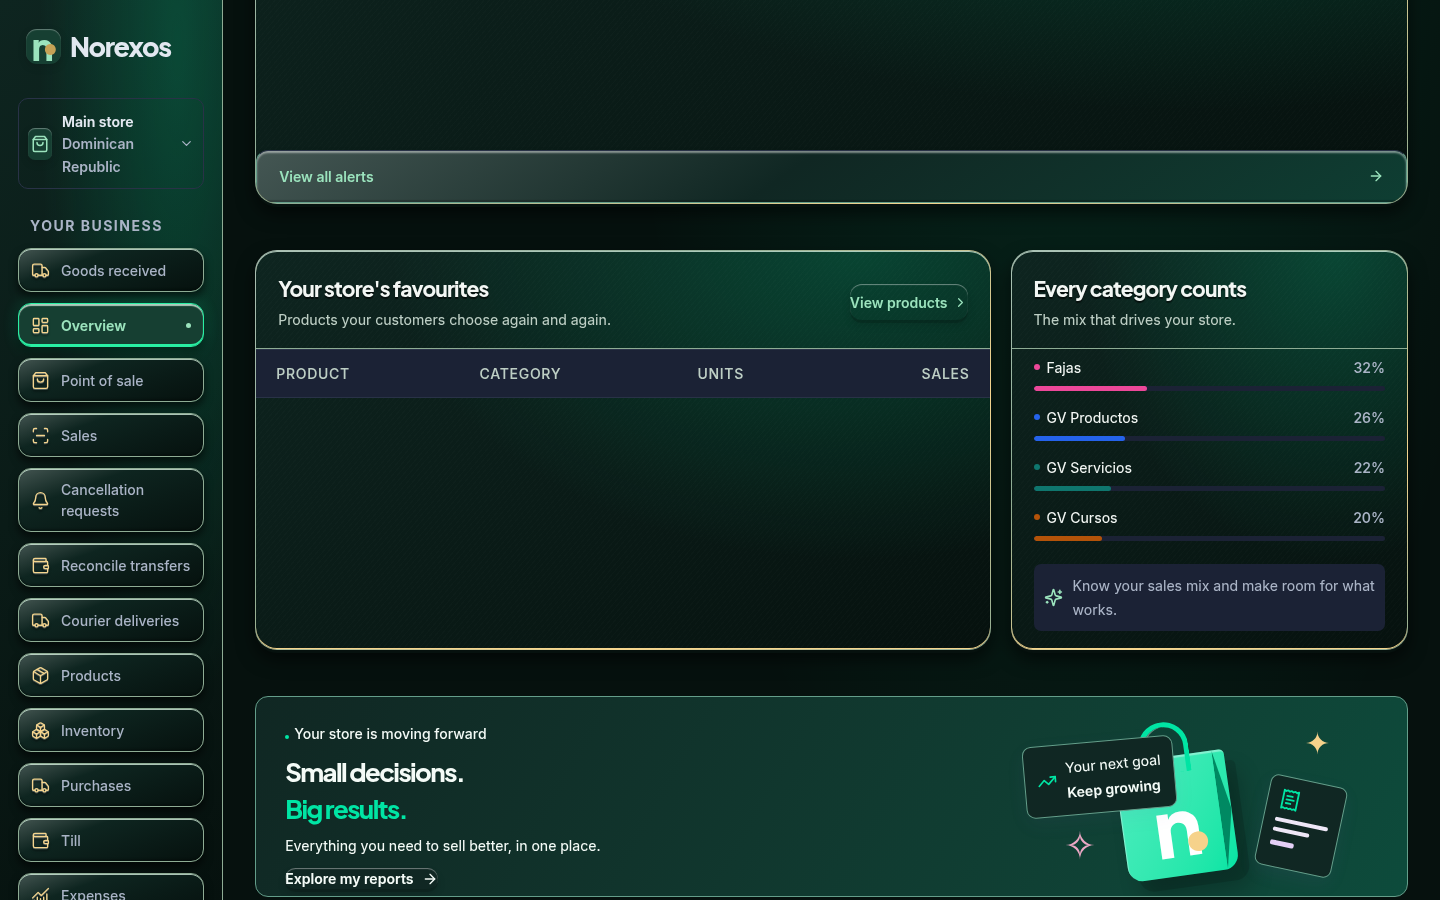 Norexos
Main store
Dominican
Republic
YOUR BUSINESS
Goods received
Overview
Point of sale
Sales
Cancellation
requests
Reconcile transfers
Courier deliveries
Products
Inventory
Purchases
Till
Expenses
View all alerts
Your store's favourites
Products your customers choose again and again.
View products
PRODUCT CATEGORY UNITS SALES
Every category counts
The mix that drives your store.
Fajas 32%
GV Productos 26%
GV Servicios 22%
GV Cursos 20%
Know your sales mix and make room for what
works.
Your store is moving forward
Small decisions.
Big results.
Everything you need to sell better, in one place.
Explore my reports
Your next goal
Keep growing
n